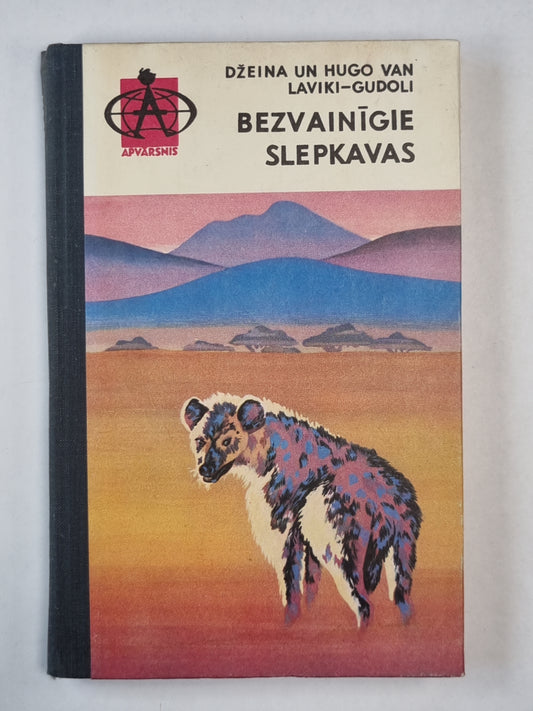 DŽEINA UN HUGO VAN
LAVIKI-GUDOLI
BEZVAINĪGIE
SLEPKAVAS
APVĀRSNIS